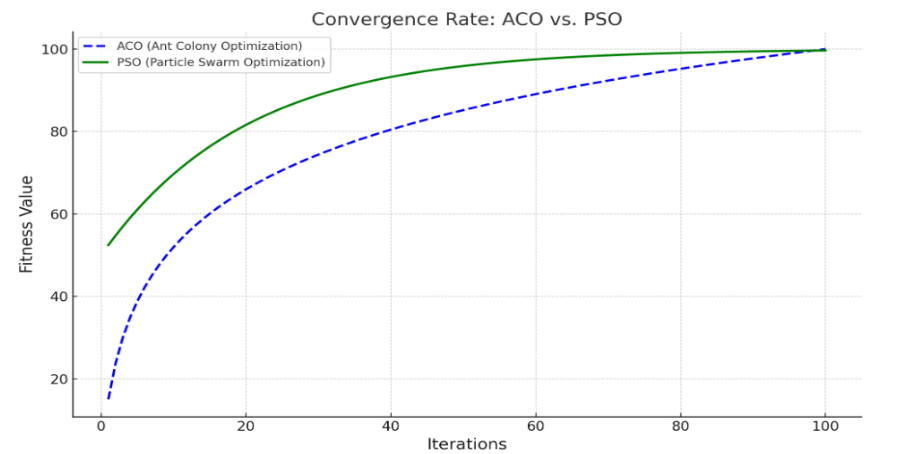 Convergence Rate: ACO vs. PSO
ACO (Ant Colony Optimization)
PSO (Particle Swarm Optimization)
100
80
60
40
20
Fitness Value
0 20 40 60 80 100
Iterations